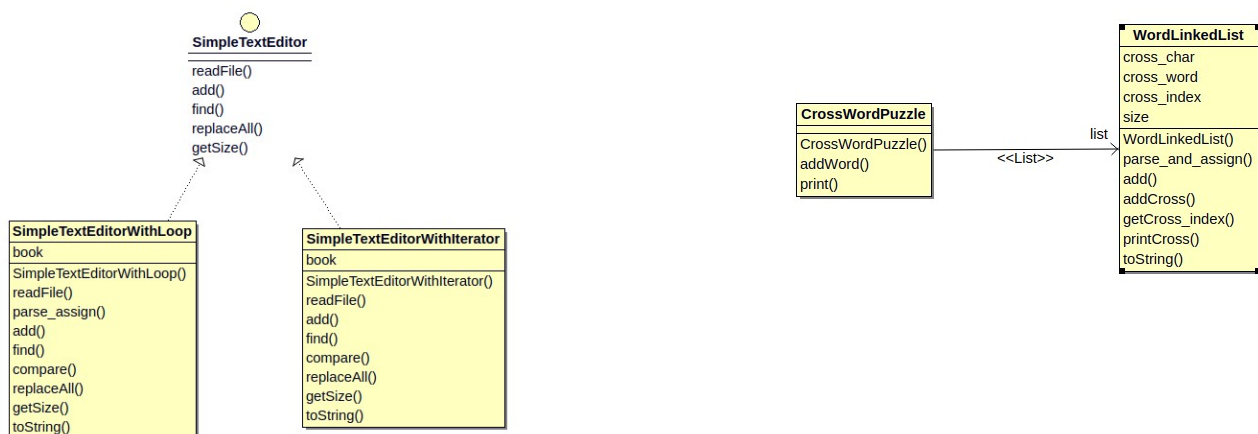 SimpleTextEditor
readFile()
add()
find()
replaceAll()
getSize()
SimpleTextEditorWithLoop
book
SimpleTextEditorWithLoop()
readFile()
parse_assign()
add()
find()
compare()
replaceAll()
getSize()
toString()
SimpleTextEditorWithIterator
book
SimpleTextEditorWithIterator()
readFile()
add()
find()
compare()
replaceAll()
getSize()
toString()
CrossWordPuzzle
CrossWordPuzzle()
addWord()
print()
list
<<List>>
WordLinkedList
cross_char
cross_word
cross_index
size
WordLinkedList()
parse_and_assign()
add()
addCross()
getCross_index()
printCross()
toString()